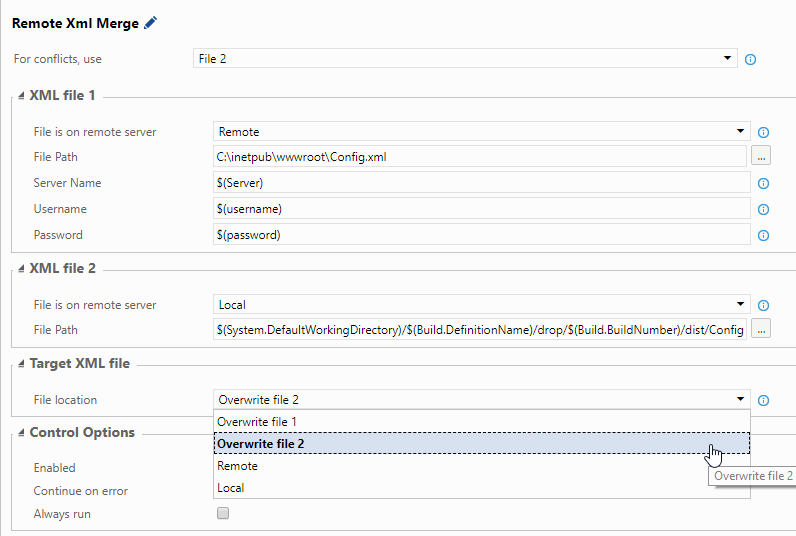 Remote Xml Merge
For conflicts, use File 2
XML file 1
File is on remote server Remote
File Path C:\inetpub\wwwroot\Config.xml ...
Server Name $(Server)
Username $(username)
Password $(password)
XML file 2
File is on remote server Local
File Path $(System.DefaultWorkingDirectory)/$(Build.DefinitionName)/drop/$(Build.BuildNumber)/dist/Config ...
Target XML file
File location Overwrite file 2
Overwrite file 1
Control Options
Overwrite file 2
Enabled Remote
Overwrite file 2
Continue on error Local
Always run